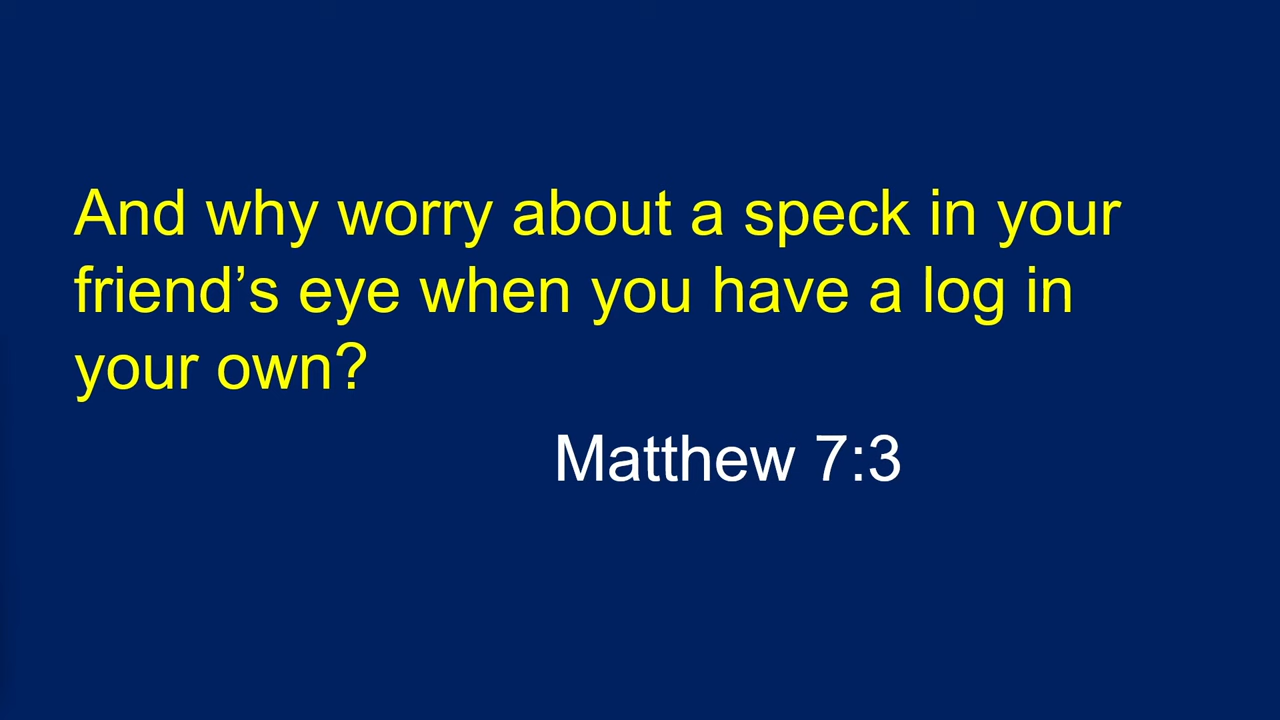 And why worry about a speck in your
friend’s eye when you have a log in
your own?
Matthew 7:3